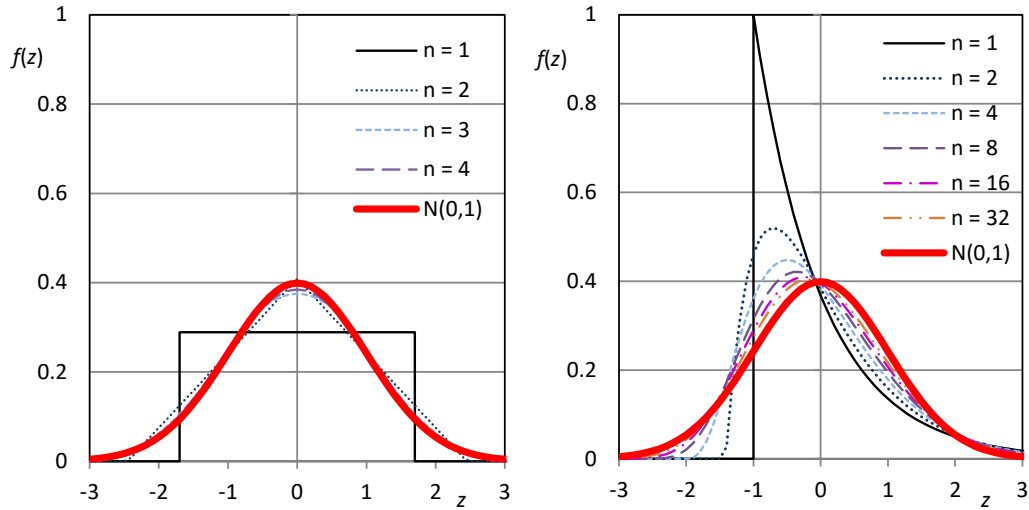 1
f(z)
0.8
0.6
0.4
0.2
0
-3
-2
-1
0
1
2
3
z
n = 1
n = 2
n = 3
n = 4
N(0,1)
1
f(z)
0.8
0.6
0.4
0.2
0
-3
-2
-1
0
1
2
3
z
n = 1
n = 2
n = 4
n = 8
n = 16
n = 32
N(0,1)